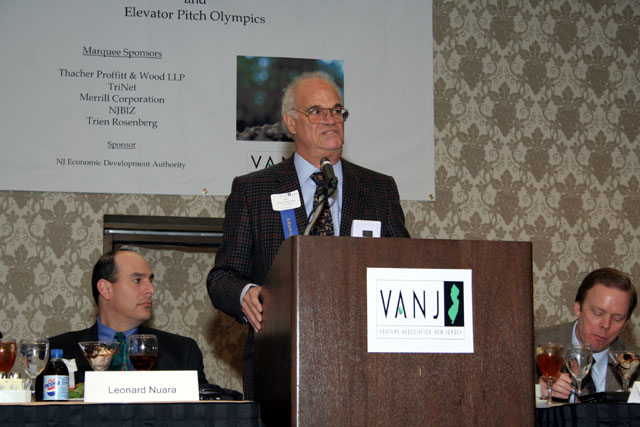 and
Elevator Pitch Olympics
Marquee Sponsors
Thacher Proffitt & Wood LLP
TriNet
Merrill Corporation
NJBIZ
Trien Rosenberg
Sponsor
NJ Economic Development Authority
VAN
VANJ
VENTURE ASSOCIATION NEW JERSEY
Leonard Nuara